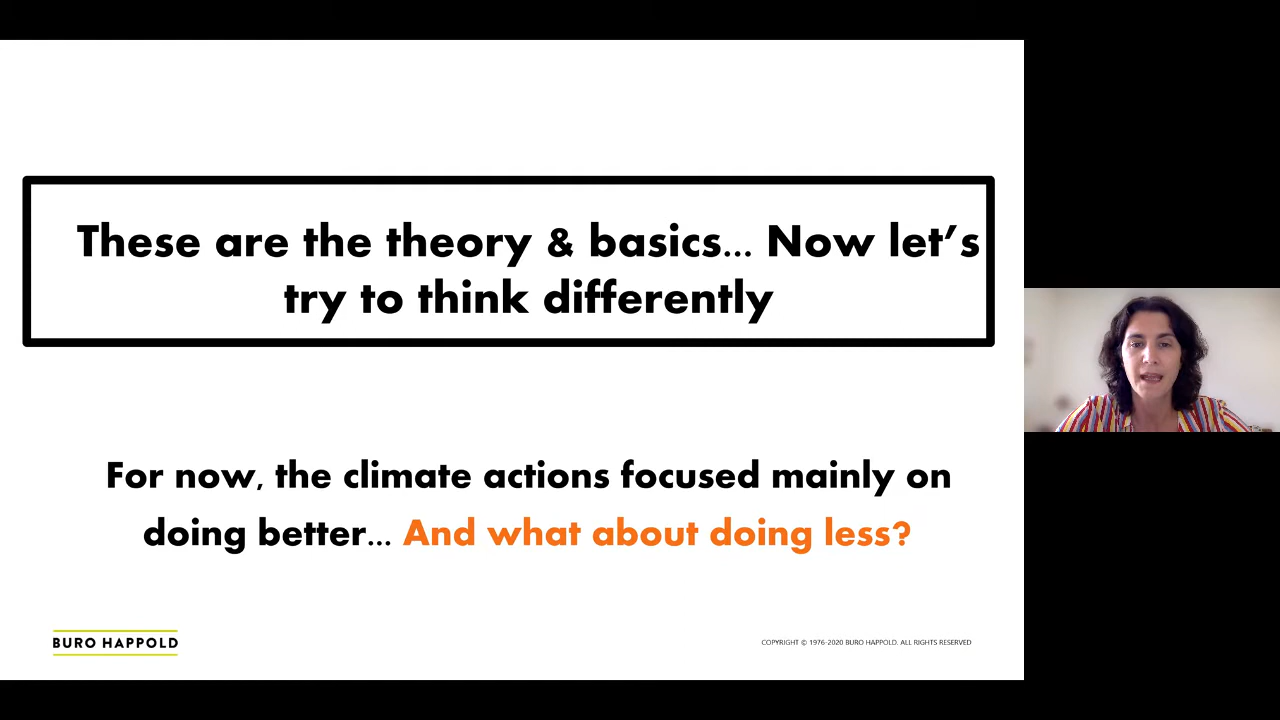 These are the theory & basics... Now let's
try to think differently
For now, the climate actions focused mainly on
doing better... And what about doing less?
BURO HAPPOLD
COPYRIGHT © 1976-2020 BURO HAPPOLD. ALL RIGHTS RESERVED